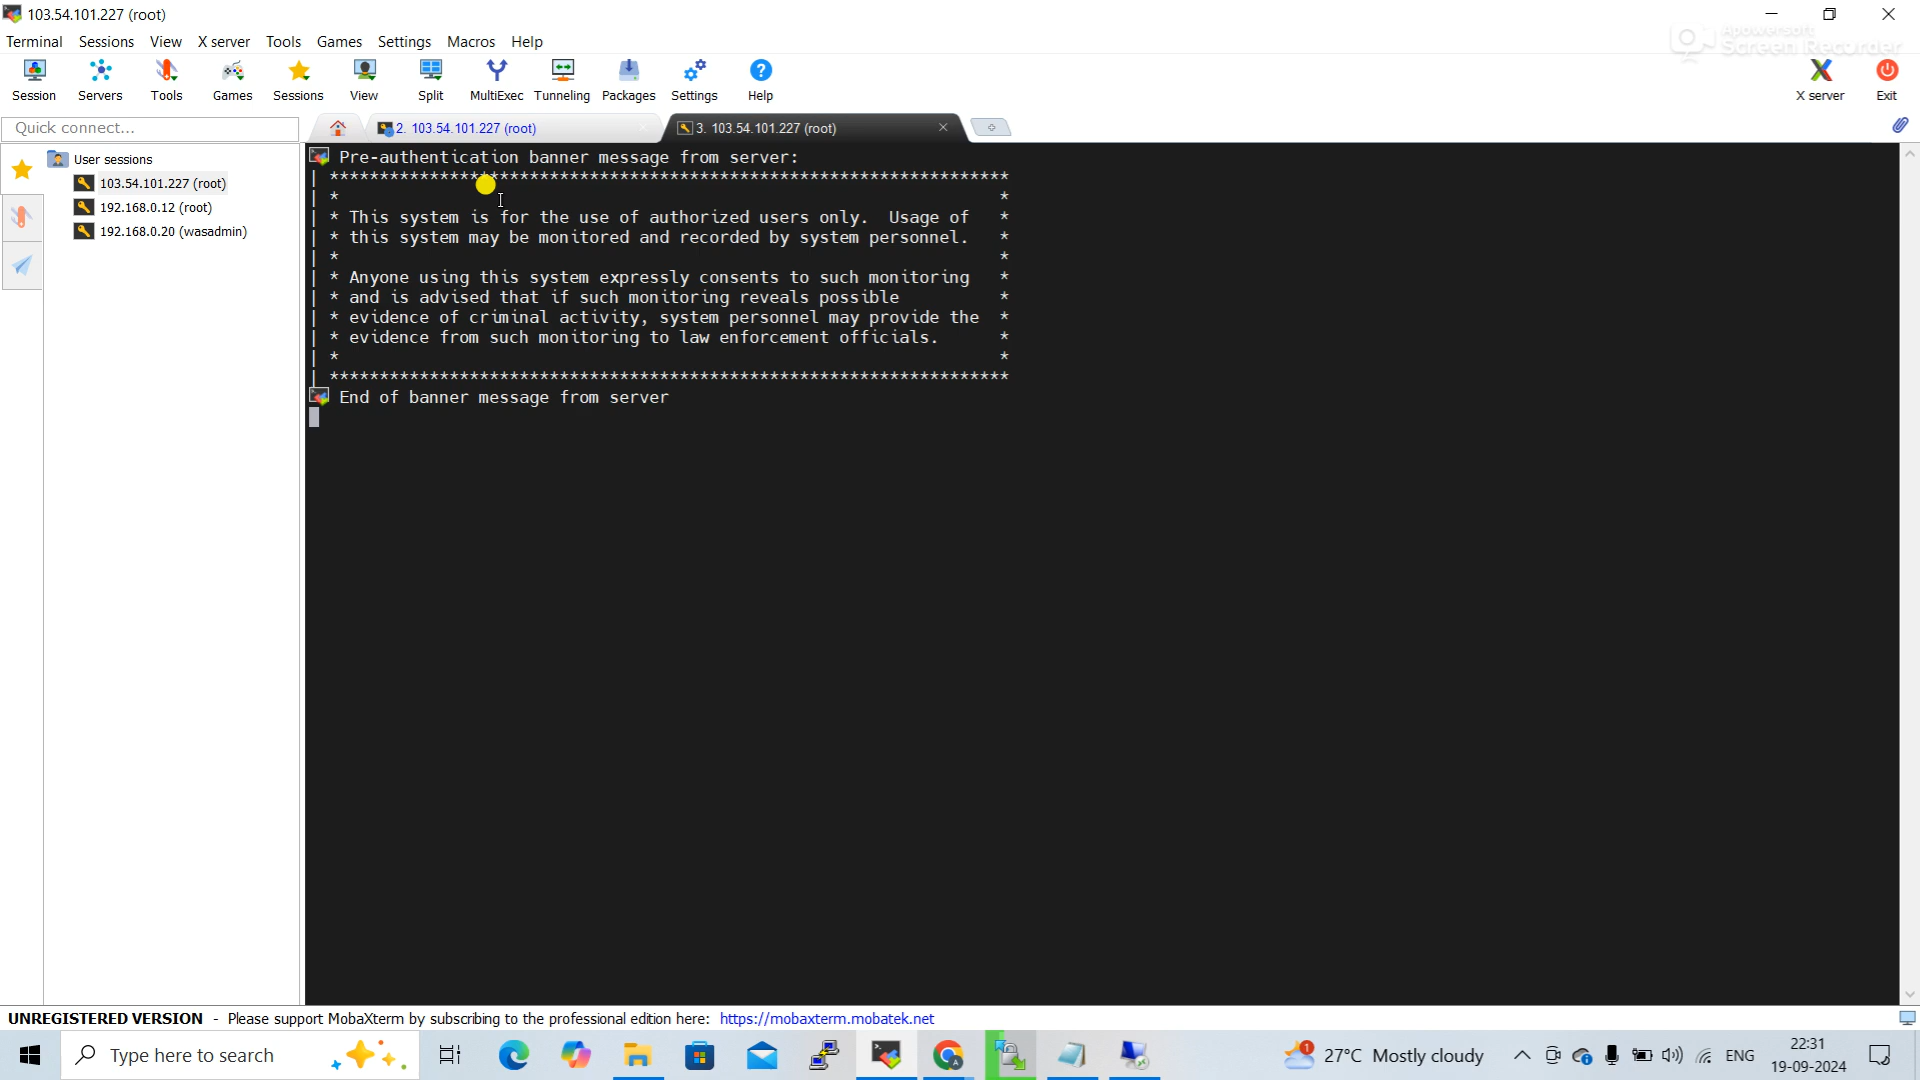 103.54.101.227 (root)
Terminal Sessions View X server Tools Games Settings Macros Help
Apowersoft
Screen Recorder
Session Servers Tools Games Sessions View Split MultiExec Tunneling Packages Settings Help X server Exit
Quick connect...
2. 103.54.101.227 (root)
3. 103.54.101.227 (root)
User sessions
103.54.101.227 (root)
192.168.0.12 (root)
192.168.0.20 (wasadmin)
Pre-authentication banner message from server:
| ********************************************************************
| * *
| * This system is for the use of authorized users only. Usage of *
| * this system may be monitored and recorded by system personnel. *
| * *
| * Anyone using this system expressly consents to such monitoring *
| * and is advised that if such monitoring reveals possible *
| * evidence of criminal activity, system personnel may provide the *
| * evidence from such monitoring to law enforcement officials. *
| * *
| ********************************************************************
End of banner message from server
UNREGISTERED VERSION - Please support MobaXterm by subscribing to the professional edition here: https://mobaxterm.mobatek.net
Type here to search
1
27°C Mostly cloudy
ENG
22:31
19-09-2024